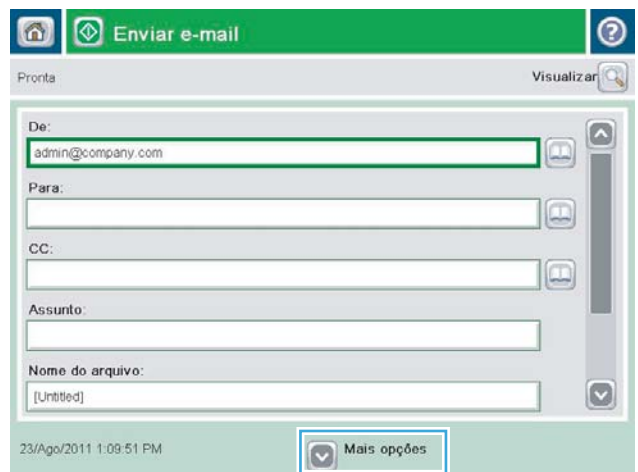 Enviar e-mail
Pronta
Visualizar
De:
admin@company.com
Para:
CC:
Assunto:
Nome do arquivo:
[Untitled]
23/Ago/2011 1:09:51 PM
Mais opções